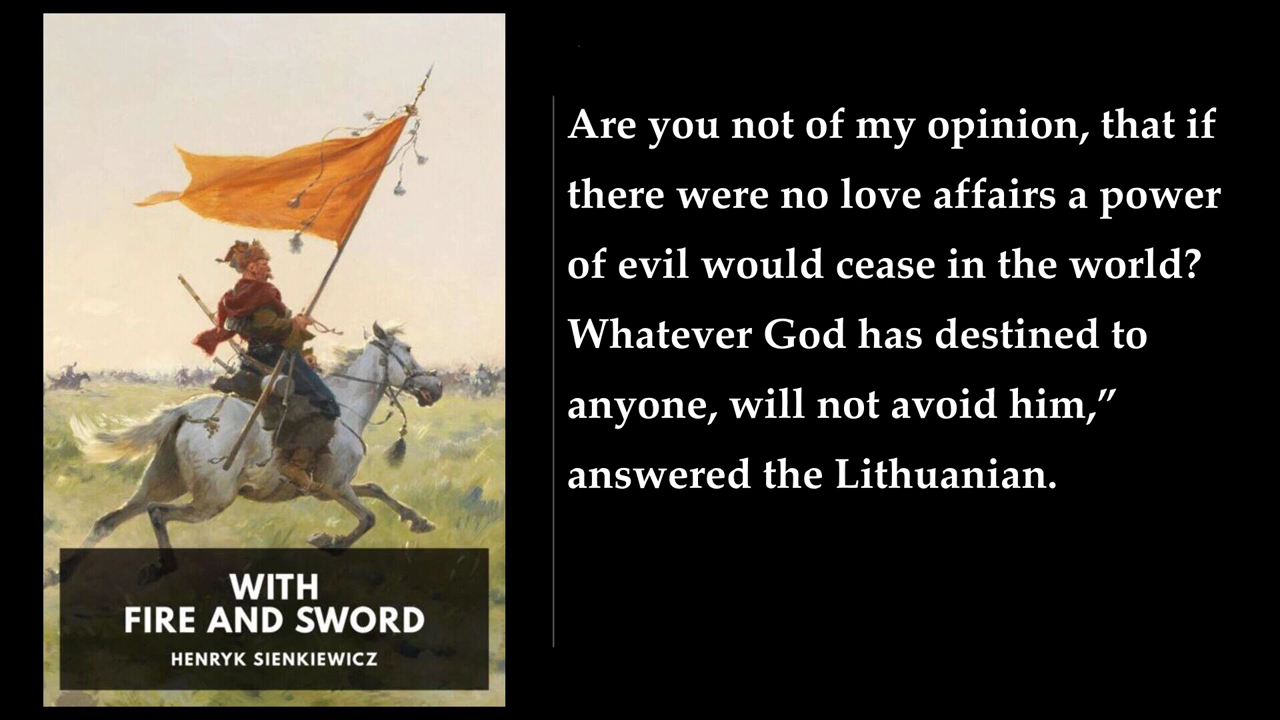 WITH
FIRE AND SWORD
HENRYK SIENKIEWICZ
Are you not of my opinion, that if
there were no love affairs a power
of evil would cease in the world?
Whatever God has destined to
anyone, will not avoid him,”
answered the Lithuanian.